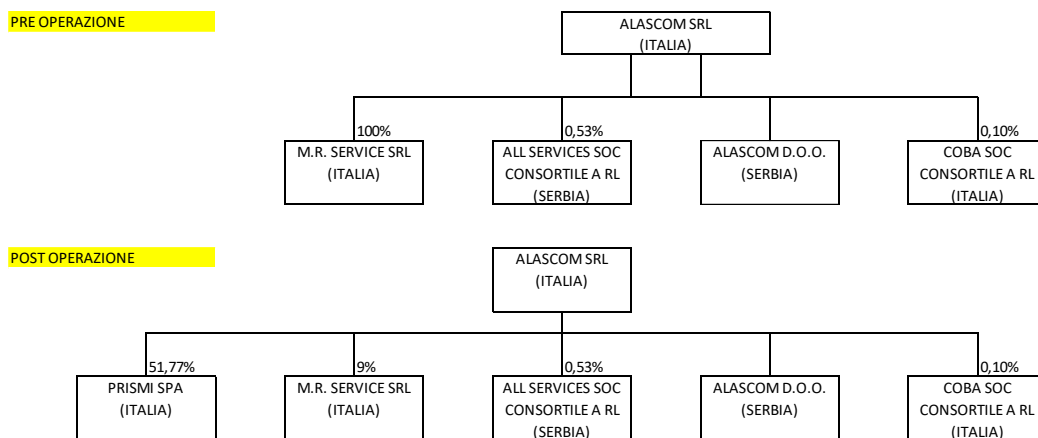 PRE OPERAZIONE
ALASCOM SRL
(ITALIA)
100%
0,53%
0,10%
M.R. SERVICE SRL
(ITALIA)
ALL SERVICES SOC
CONSORTILE A RL
(SERBIA)
ALASCOM D.O.O.
(SERBIA)
COBA SOC
CONSORTILE A RL
(ITALIA)
POST OPERAZIONE
ALASCOM SRL
(ITALIA)
51,77%
9%
0,53%
0,10%
PRISMI SPA
(ITALIA)
M.R. SERVICE SRL
(ITALIA)
ALL SERVICES SOC
CONSORTILE A RL
(SERBIA)
ALASCOM D.O.O.
(SERBIA)
COBA SOC
CONSORTILE A RL
(ITALIA)